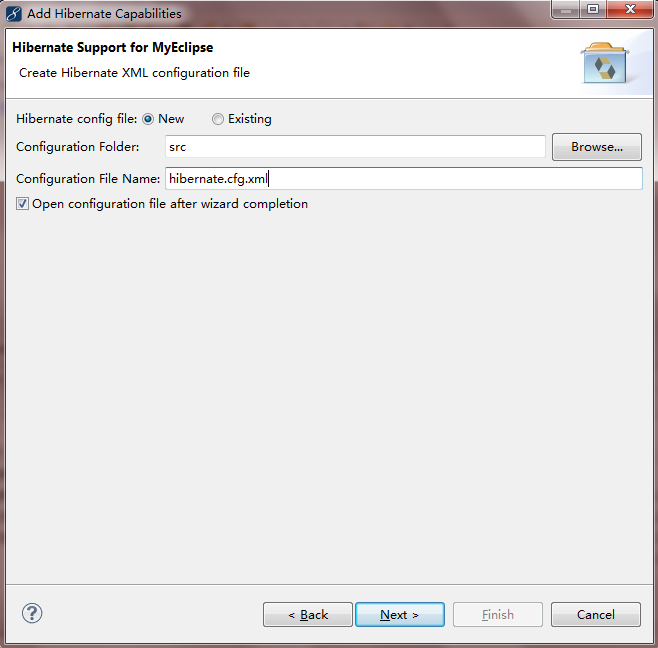 Add Hibernate Capabilities
Hibernate Support for MyEclipse
Create Hibernate XML configuration file
Hibernate config file: New Existing
Configuration Folder: src Browse...
Configuration File Name: hibernate.cfg.xml
Open configuration file after wizard completion
? < Back Next > Finish Cancel